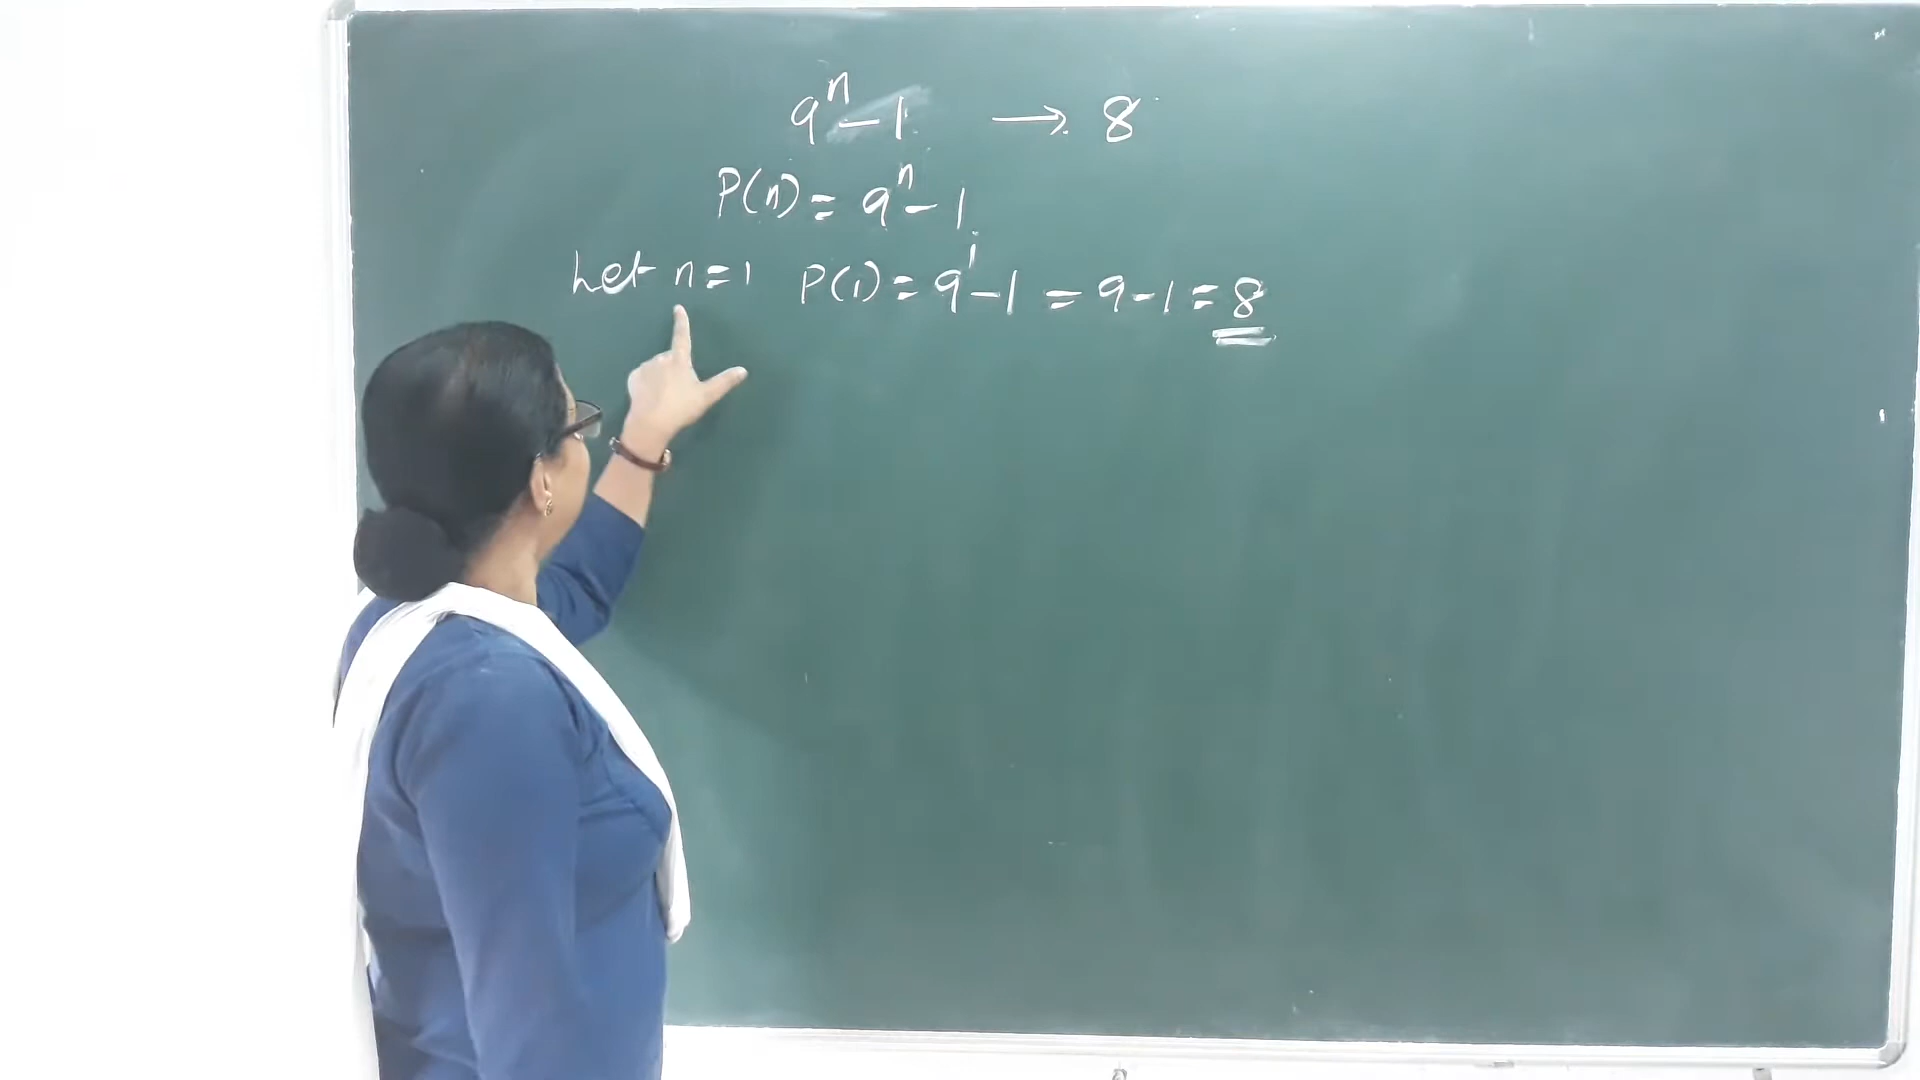 9ⁿ - 1 → 8
P(n) = 9ⁿ - 1
Let n = 1 P(1) = 9¹ - 1 = 9 - 1 = 8